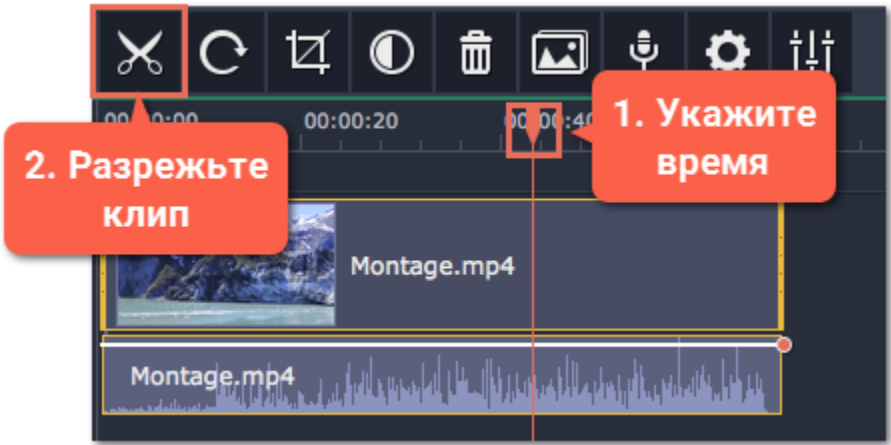 00:00:20
1. Укажите
время
2. Разрежьте
клип
Montage.mp4
Montage.mp4